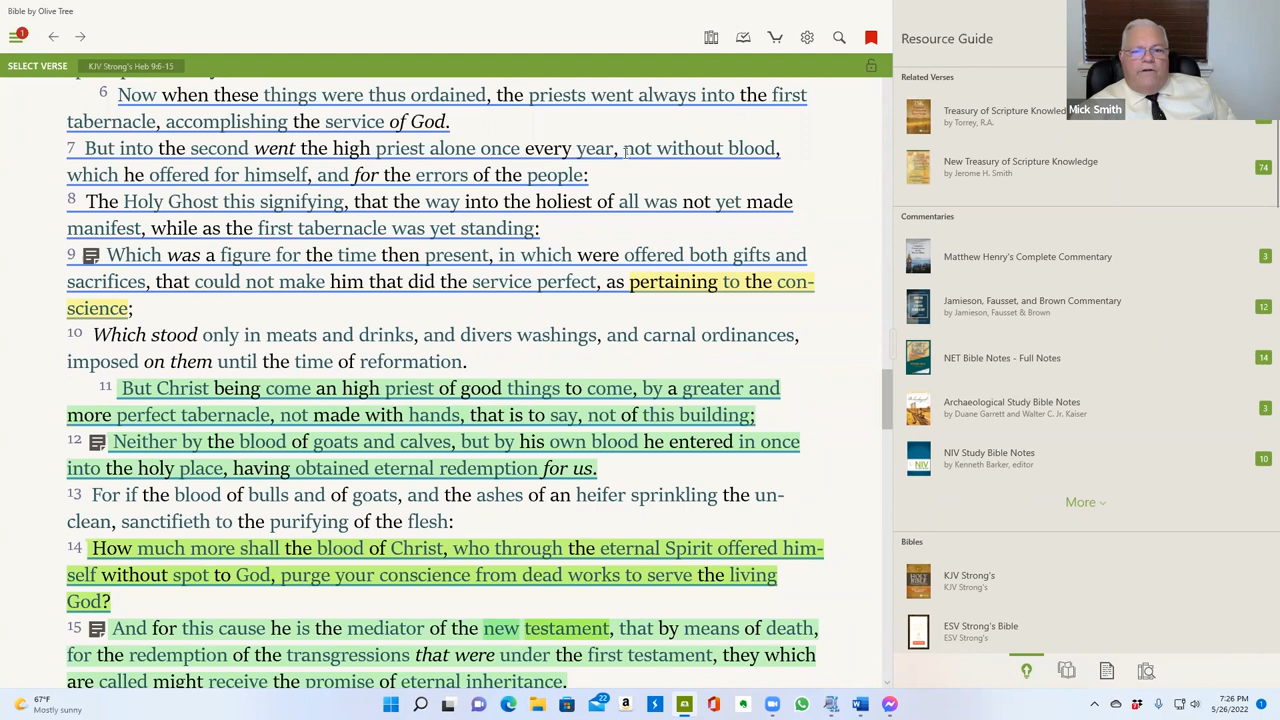 Bible by Olive Tree
1
SELECT VERSE
KJV Strong's Heb 9:6-15
6 Now when these things were thus ordained, the priests went always into the first
tabernacle, accomplishing the service of God.
7 But into the second went the high priest alone once every year, not without blood,
which he offered for himself, and for the errors of the people:
8 The Holy Ghost this signifying, that the way into the holiest of all was not yet made
manifest, while as the first tabernacle was yet standing:
9 Which was a figure for the time then present, in which were offered both gifts and
sacrifices, that could not make him that did the service perfect, as pertaining to the con-
science;
10 Which stood only in meats and drinks, and divers washings, and carnal ordinances,
imposed on them until the time of reformation.
11 But Christ being come an high priest of good things to come, by a greater and
more perfect tabernacle, not made with hands, that is to say, not of this building;
12 Neither by the blood of goats and calves, but by his own blood he entered in once
into the holy place, having obtained eternal redemption for us.
13 For if the blood of bulls and of goats, and the ashes of an heifer sprinkling the un-
clean, sanctifieth to the purifying of the flesh:
14 How much more shall the blood of Christ, who through the eternal Spirit offered him-
self without spot to God, purge your conscience from dead works to serve the living
God?
15 And for this cause he is the mediator of the new testament, that by means of death,
for the redemption of the transgressions that were under the first testament, they which
are called might receive the promise of eternal inheritance.
Resource Guide
Mick Smith
Related Verses
Treasury of Scripture Knowled
by Torrey, R.A.
New Treasury of Scripture Knowledge
by Jerome H. Smith
74
Commentaries
Matthew Henry's Complete Commentary
3
Jamieson, Fausset, and Brown Commentary
by Jamieson, Fausset & Brown
12
NET Bible Notes - Full Notes
14
Archaeological Study Bible Notes
by Duane Garrett and Walter C. Jr. Kaiser
3
NIV Study Bible Notes
by Kenneth Barker, editor
10
More
Bibles
KJV Strong's
KJV Strong's
ESV Strong's Bible
ESV Strong's
67°F
Mostly sunny
22
7:26 PM
5/26/2022